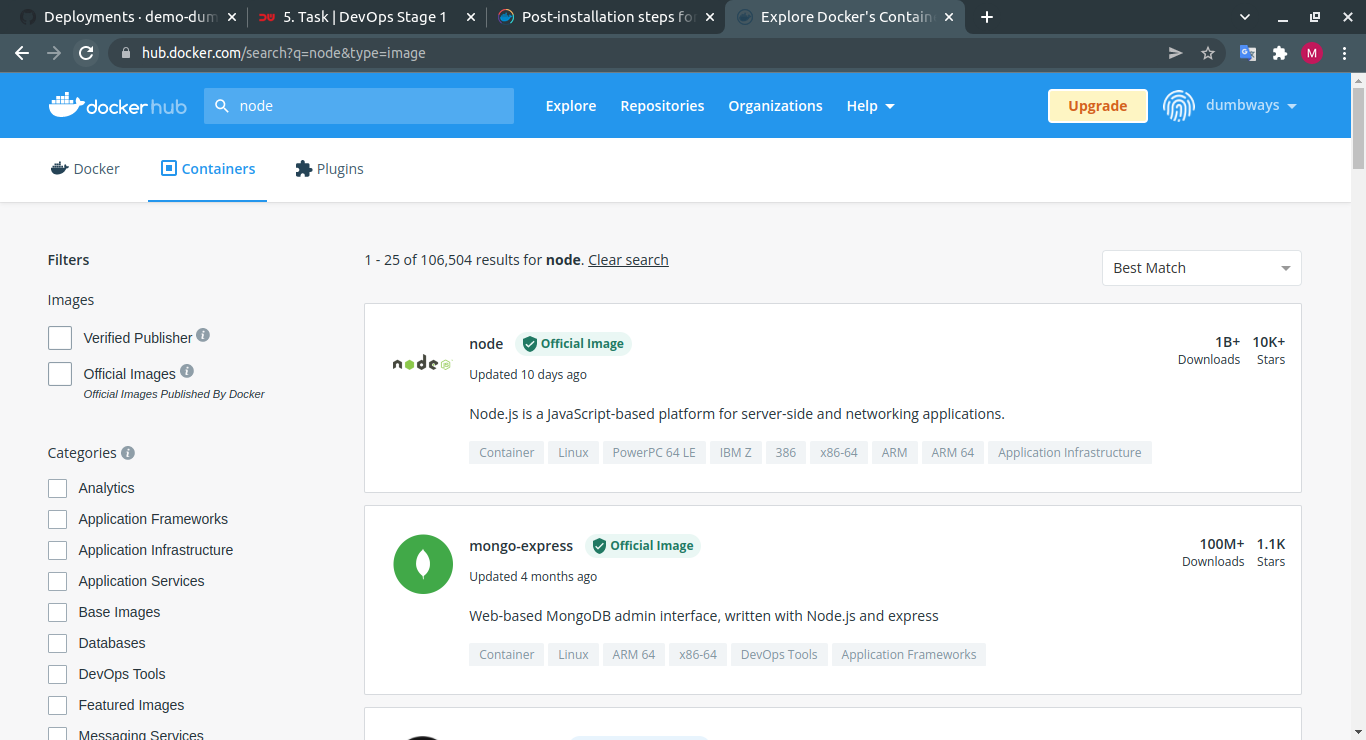 Deployments · demo-dum
5. Task | DevOps Stage 1
Post-installation steps fo
Explore Docker's Contain
hub.docker.com/search?q=node&type=image
M
docker hub
node
Explore
Repositories
Organizations
Help
Upgrade
dumbways
Docker
Containers
Plugins
Filters
1 - 25 of 106,504 results for node. Clear search
Best Match
Images
Verified Publisher
Official Images
Official Images Published By Docker
Categories
Analytics
Application Frameworks
Application Infrastructure
Application Services
Base Images
Databases
DevOps Tools
Featured Images
Messaging Services
node
node Official Image
1B+ 10K+
Downloads Stars
Updated 10 days ago
Node.js is a JavaScript-based platform for server-side and networking applications.
Container Linux PowerPC 64 LE IBM Z 386 x86-64 ARM ARM 64 Application Infrastructure
mongo-express Official Image
100M+ 1.1K
Downloads Stars
Updated 4 months ago
Web-based MongoDB admin interface, written with Node.js and express
Container Linux ARM 64 x86-64 DevOps Tools Application Frameworks